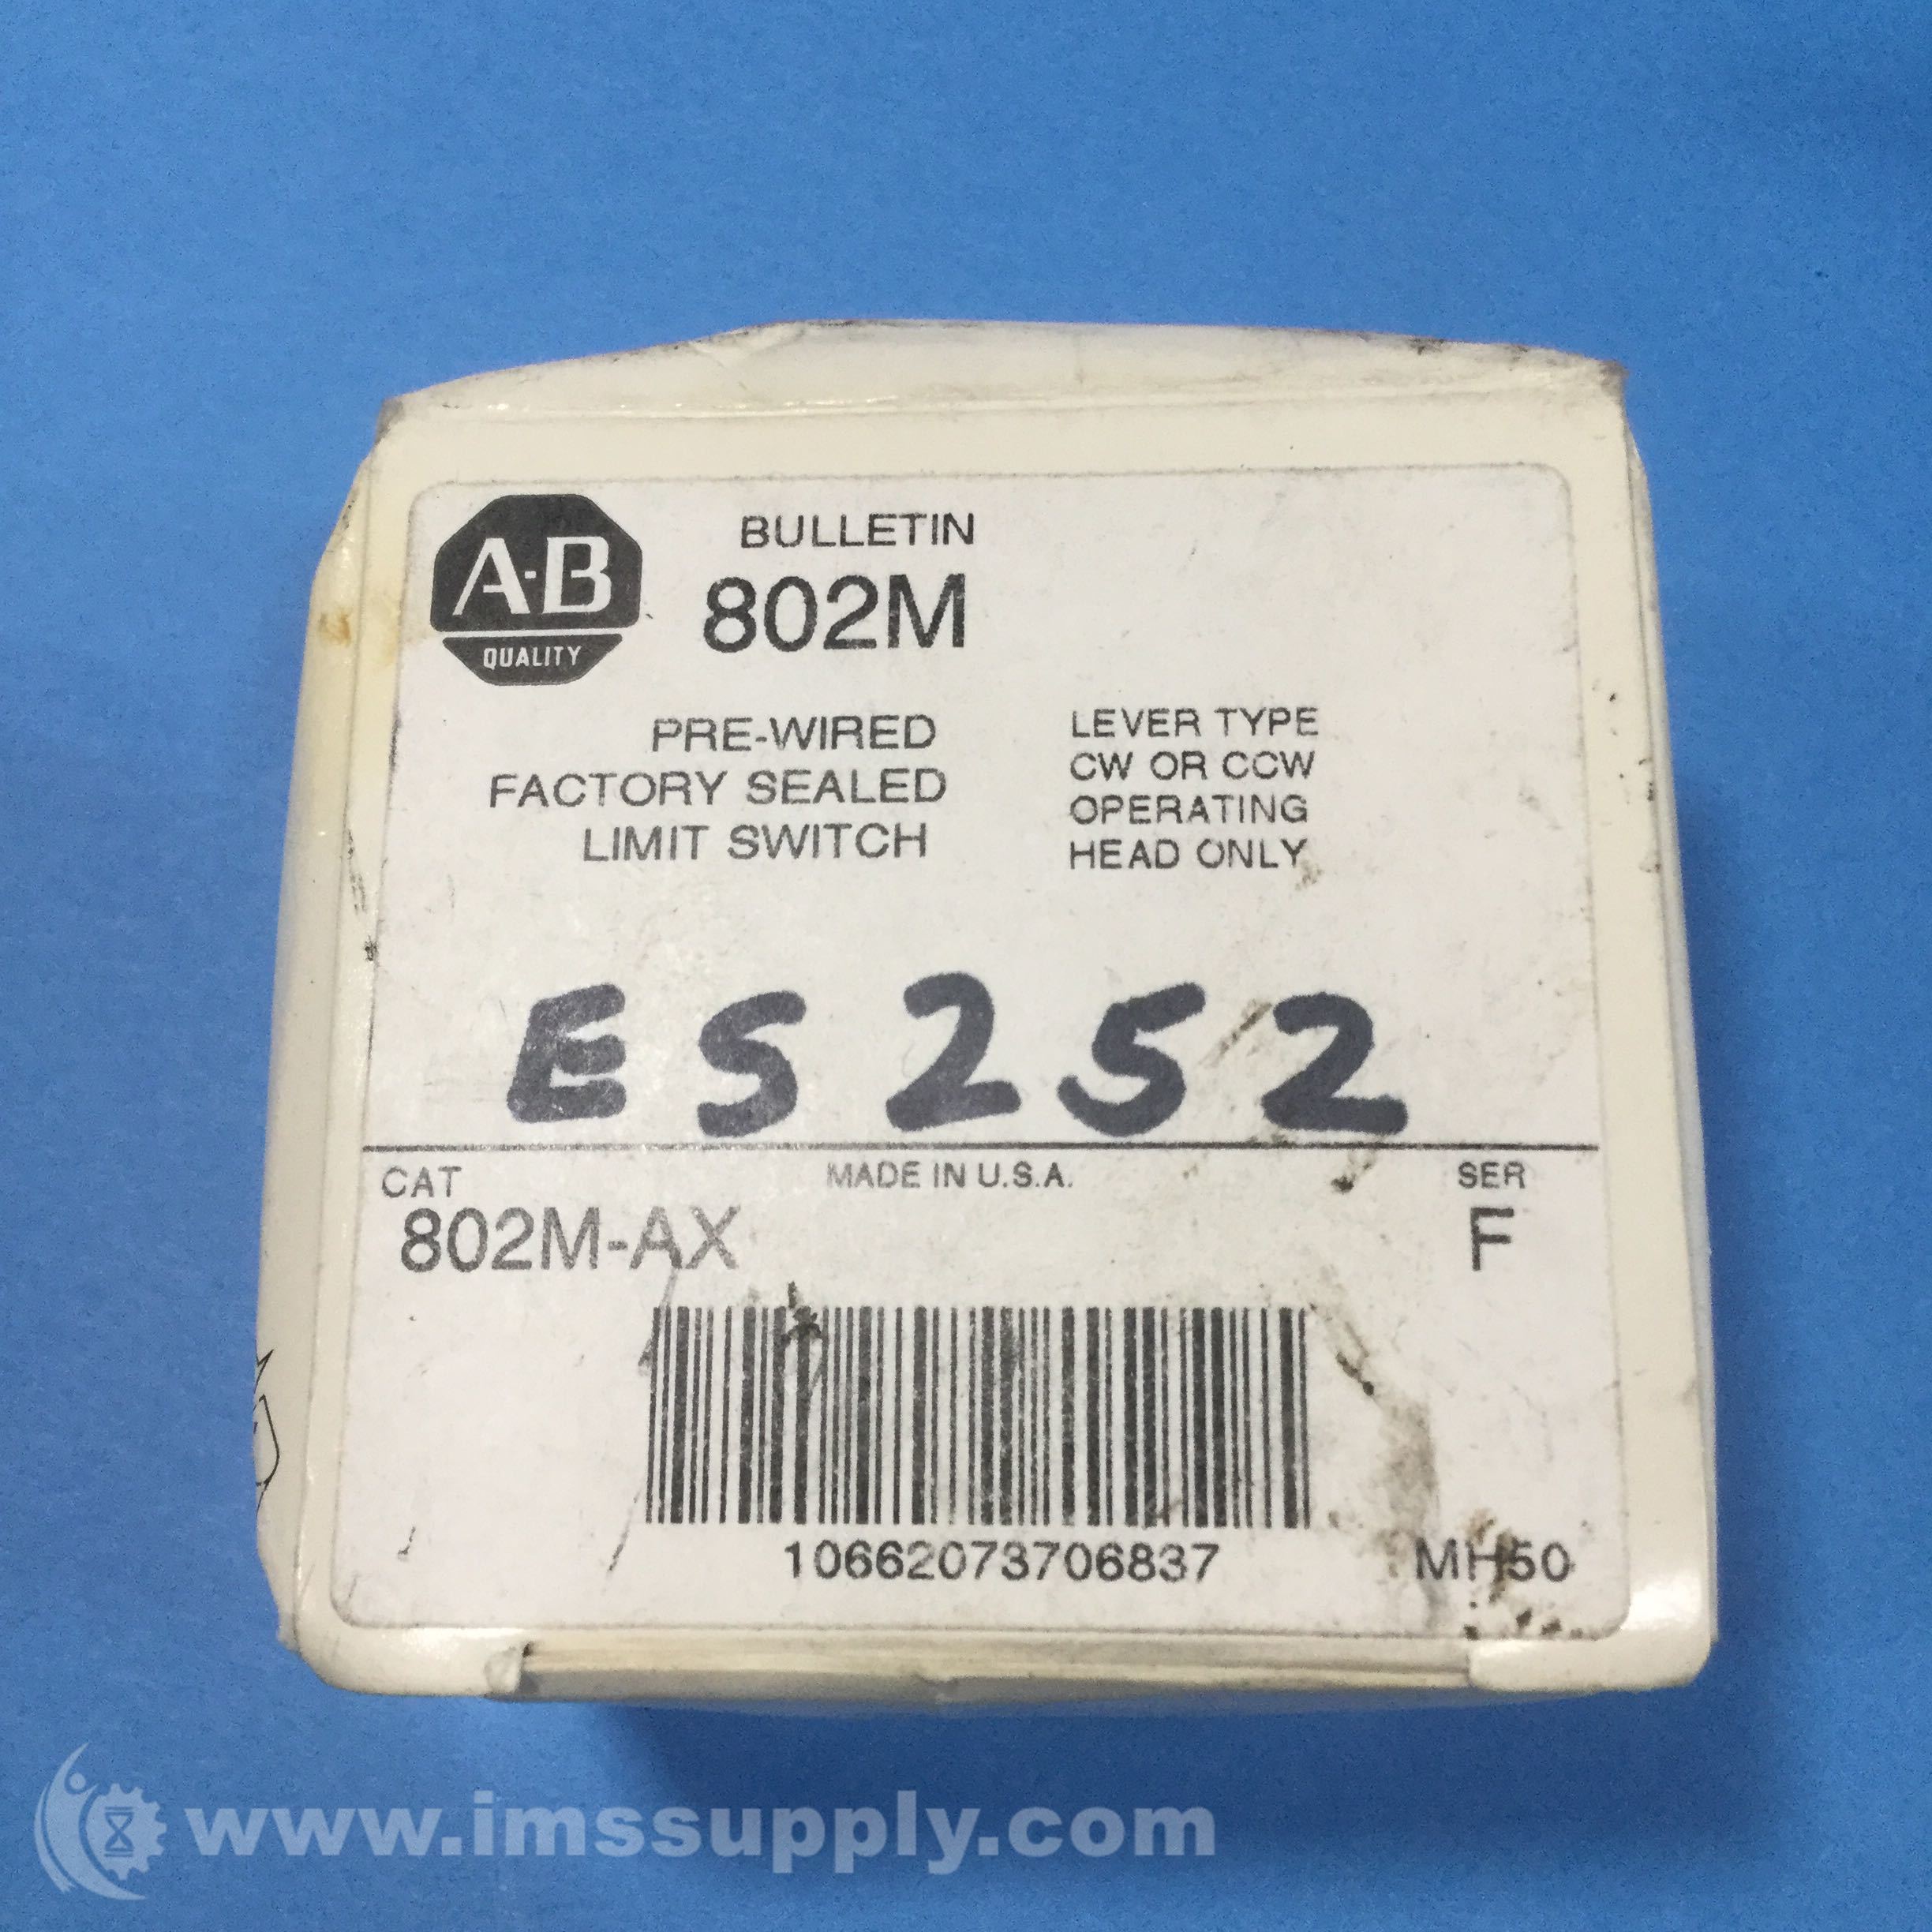 A-B
QUALITY
BULLETIN
802M
PRE-WIRED
FACTORY SEALED
LIMIT SWITCH
LEVER TYPE
CW OR CCW
OPERATING
HEAD ONLY
ES252
CAT
802M-AX
MADE IN U.S.A.
SER
F
10662073706837
MH50
www.imssupply.com